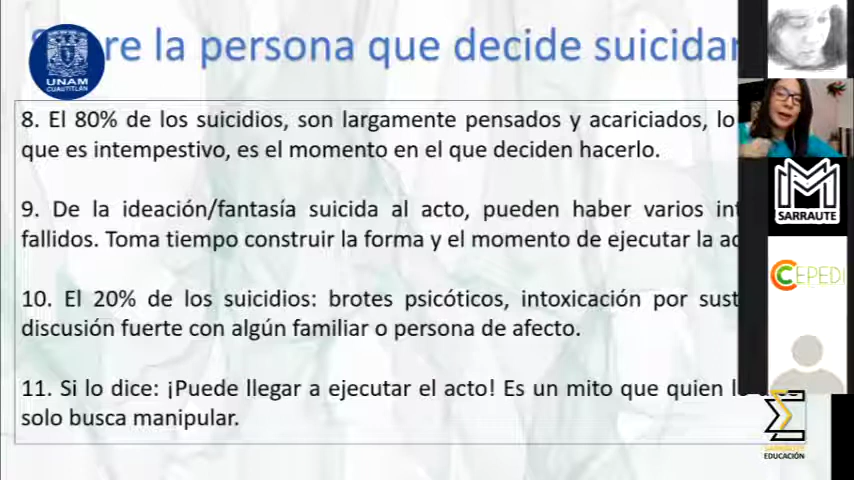 re la persona que decide suicidar
UNAM
CUAUTITLÁN
8. El 80% de los suicidios, son largamente pensados y acariciados, lo
que es intempestivo, es el momento en el que deciden hacerlo.
9. De la ideación/fantasía suicida al acto, pueden haber varios int
fallidos. Toma tiempo construir la forma y el momento de ejecutar la
10. El 20% de los suicidios: brotes psicóticos, intoxicación por sust
discusión fuerte con algún familiar o persona de afecto.
11. Si lo dice: ¡Puede llegar a ejecutar el acto! Es un mito que quien
solo busca manipular.
SARRAUTE
CEPEDI
SARRAUTE
EDUCACIÓN